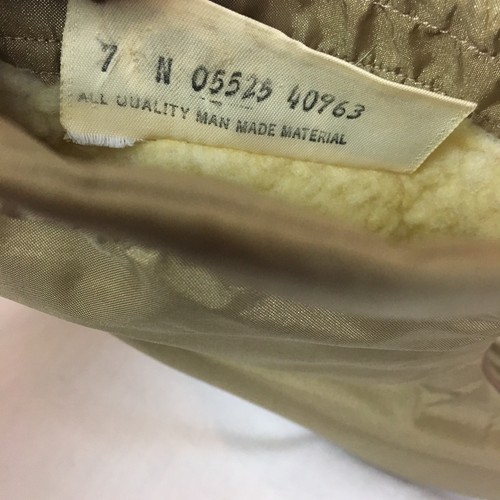 7 N 05525 40963
ALL QUALITY MAN MADE MATERIAL